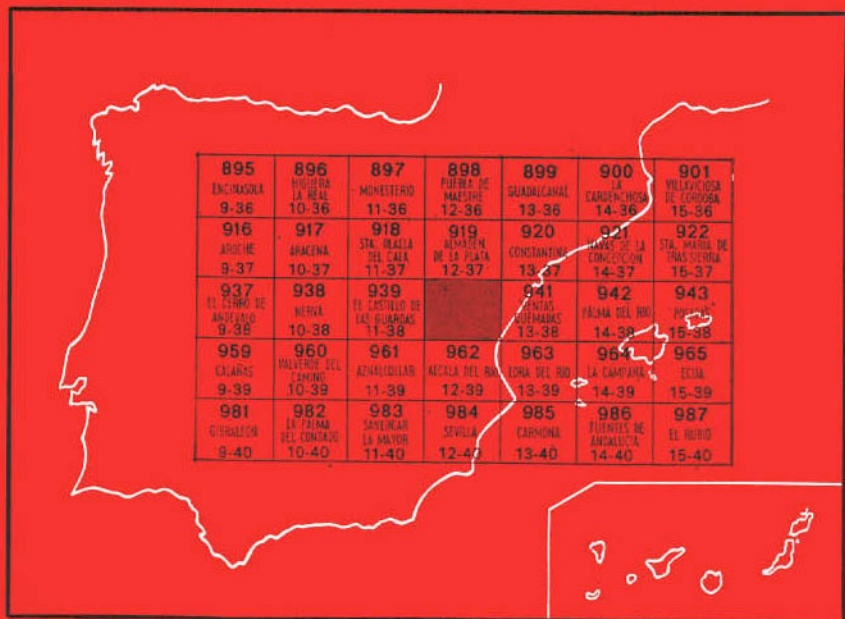 895
ENCINASOLA
9-36
896
HIGUERA
LA REAL
10-36
897
MONESTERIO
11-36
898
PUEBLA DE
MAESTRE
12-36
899
GUADALCANAL
13-36
900
LA
CARDENCHOSA
14-36
901
VILLAVICIOSA
DE CORDOBA
15-36
916
AROCHE
9-37
917
ARACENA
10-37
918
STA. OLALLA
DEL CALA
11-37
919
ALMADEN
DE LA PLATA
12-37
920
CONSTANTINA
13-37
921
NAVAS DE LA
CONCEPCION
14-37
922
STA. MARIA DE
TRAS SIERRA
15-37
937
EL CERRO DE
ANDEVALO
9-38
938
NERVA
10-38
939
EL CASTILLO DE
LAS GUARDAS
11-38
941
VENTAS
QUEMADAS
13-38
942
PALMA DEL RIO
14-38
943
15-38
959
CALAÑAS
9-39
960
VALVERDE DEL
CAMINO
10-39
961
AZNALCOLLAR
11-39
962
ALCALA DEL RIO
12-39
963
LORA DEL RIO
13-39
964
LA CAMPANA
14-39
965
ECIJA
15-39
981
GIBRALEON
9-40
982
LA PALMA
DEL CONDADO
10-40
983
SANLUCAR
LA MAYOR
11-40
984
SEVILLA
12-40
985
CARMONA
13-40
986
FUENTES DE
ANDALUCIA
14-40
987
EL RUBIO
15-40